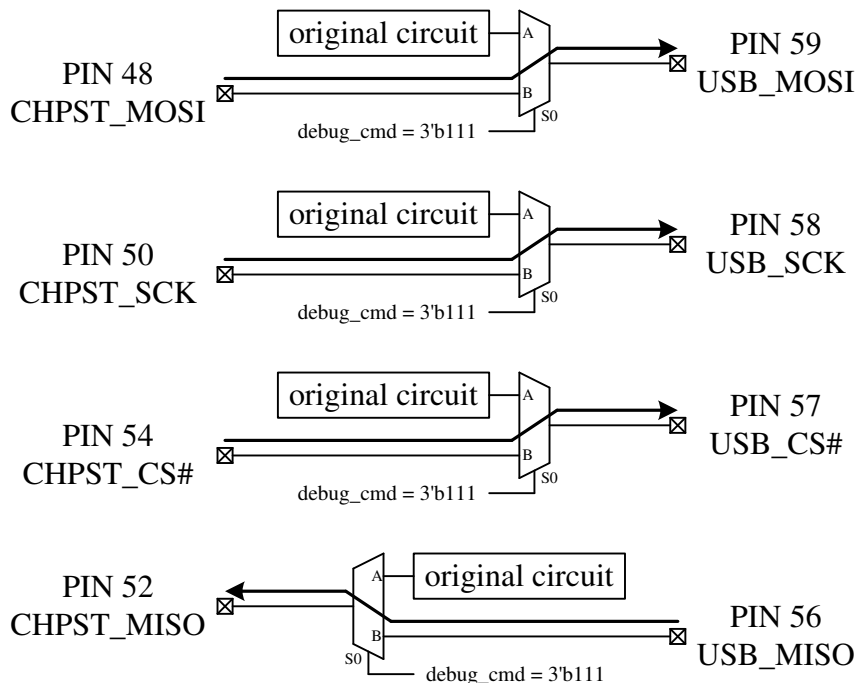 original circuit
A
PIN 59
USB_MOSI
PIN 48
CHPST_MOSI
B
S0
debug_cmd = 3'b111
original circuit
A
PIN 58
USB_SCK
PIN 50
CHPST_SCK
B
S0
debug_cmd = 3'b111
original circuit
A
PIN 57
USB_CS#
PIN 54
CHPST_CS#
B
S0
debug_cmd = 3'b111
PIN 52
CHPST_MISO
A
original circuit
B
PIN 56
USB_MISO
S0
debug_cmd = 3'b111